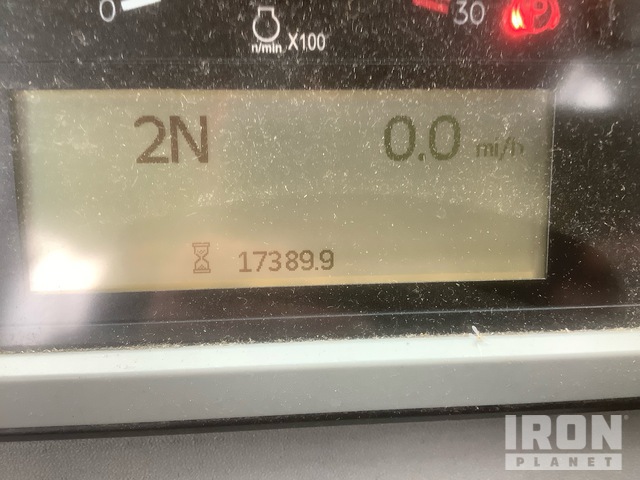 0 30
n/min X100
2N 0.0 mi/h
17389.9
IRON
PLANET